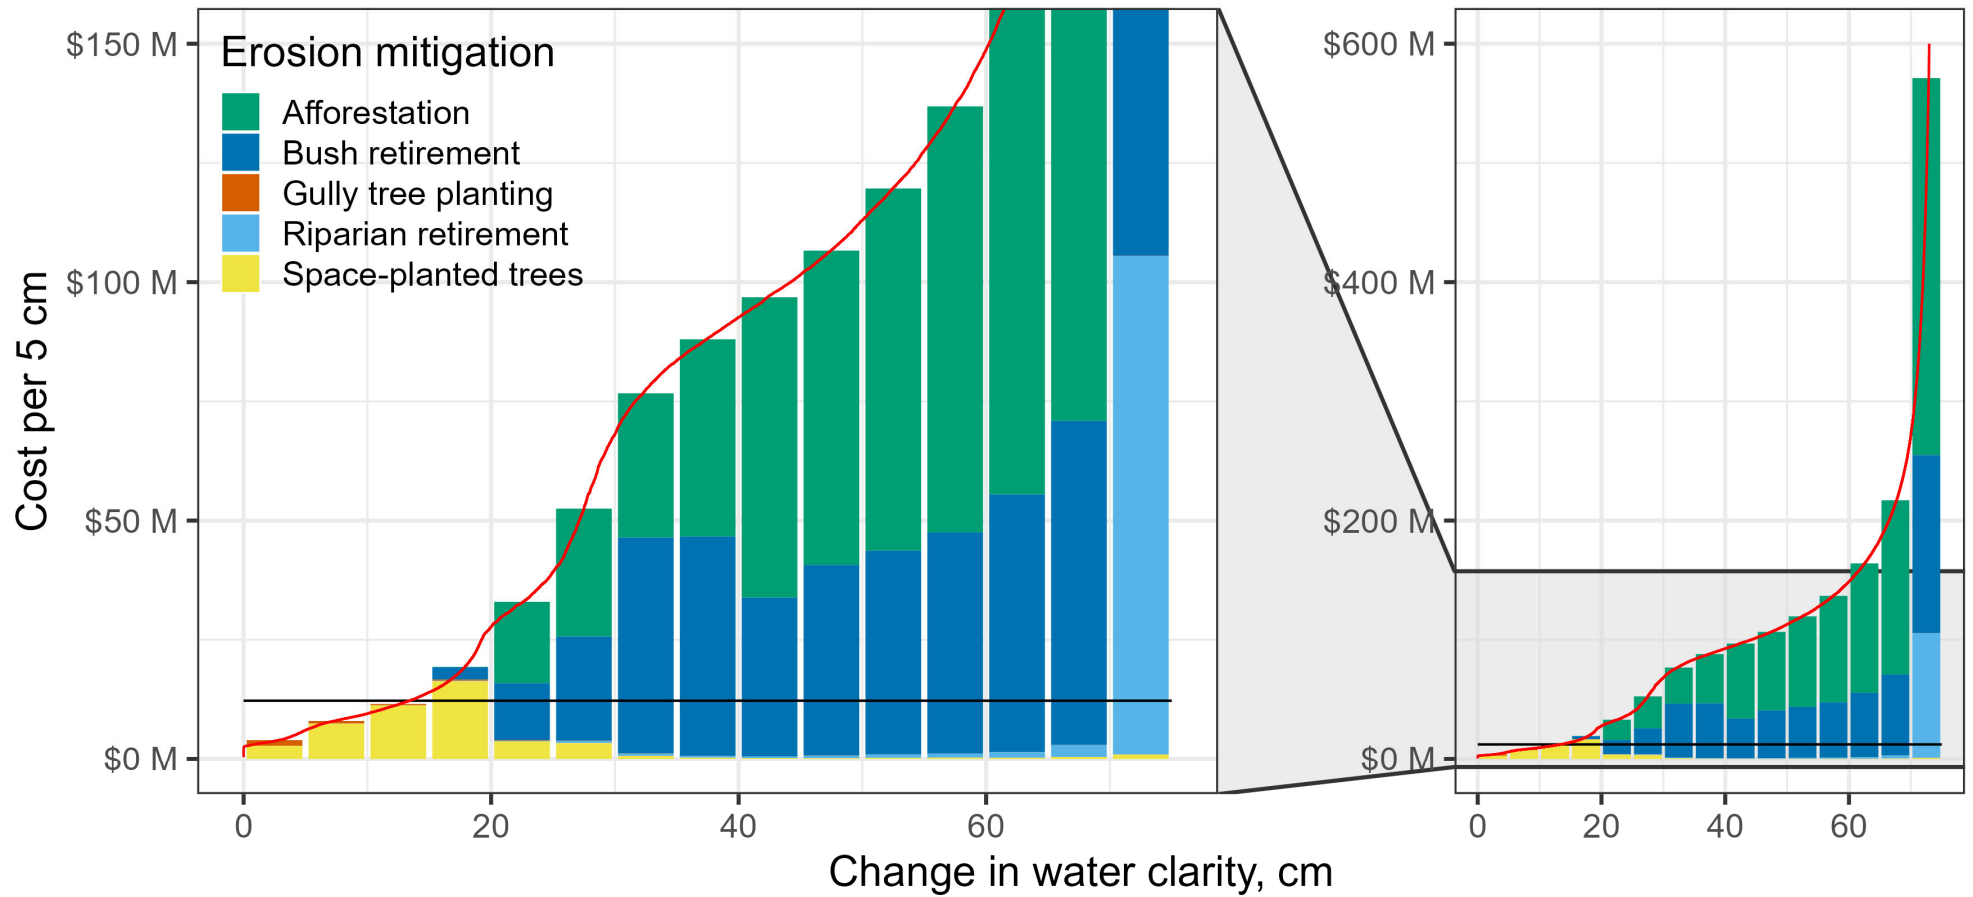 Erosion mitigation
Afforestation
Bush retirement
Gully tree planting
Riparian retirement
Space-planted trees
Cost per 5 cm
$150 M
$100 M
$50 M
$0 M
0 20 40 60
$600 M
$400 M
$200 M
$0 M
0 20 40 60
Change in water clarity, cm